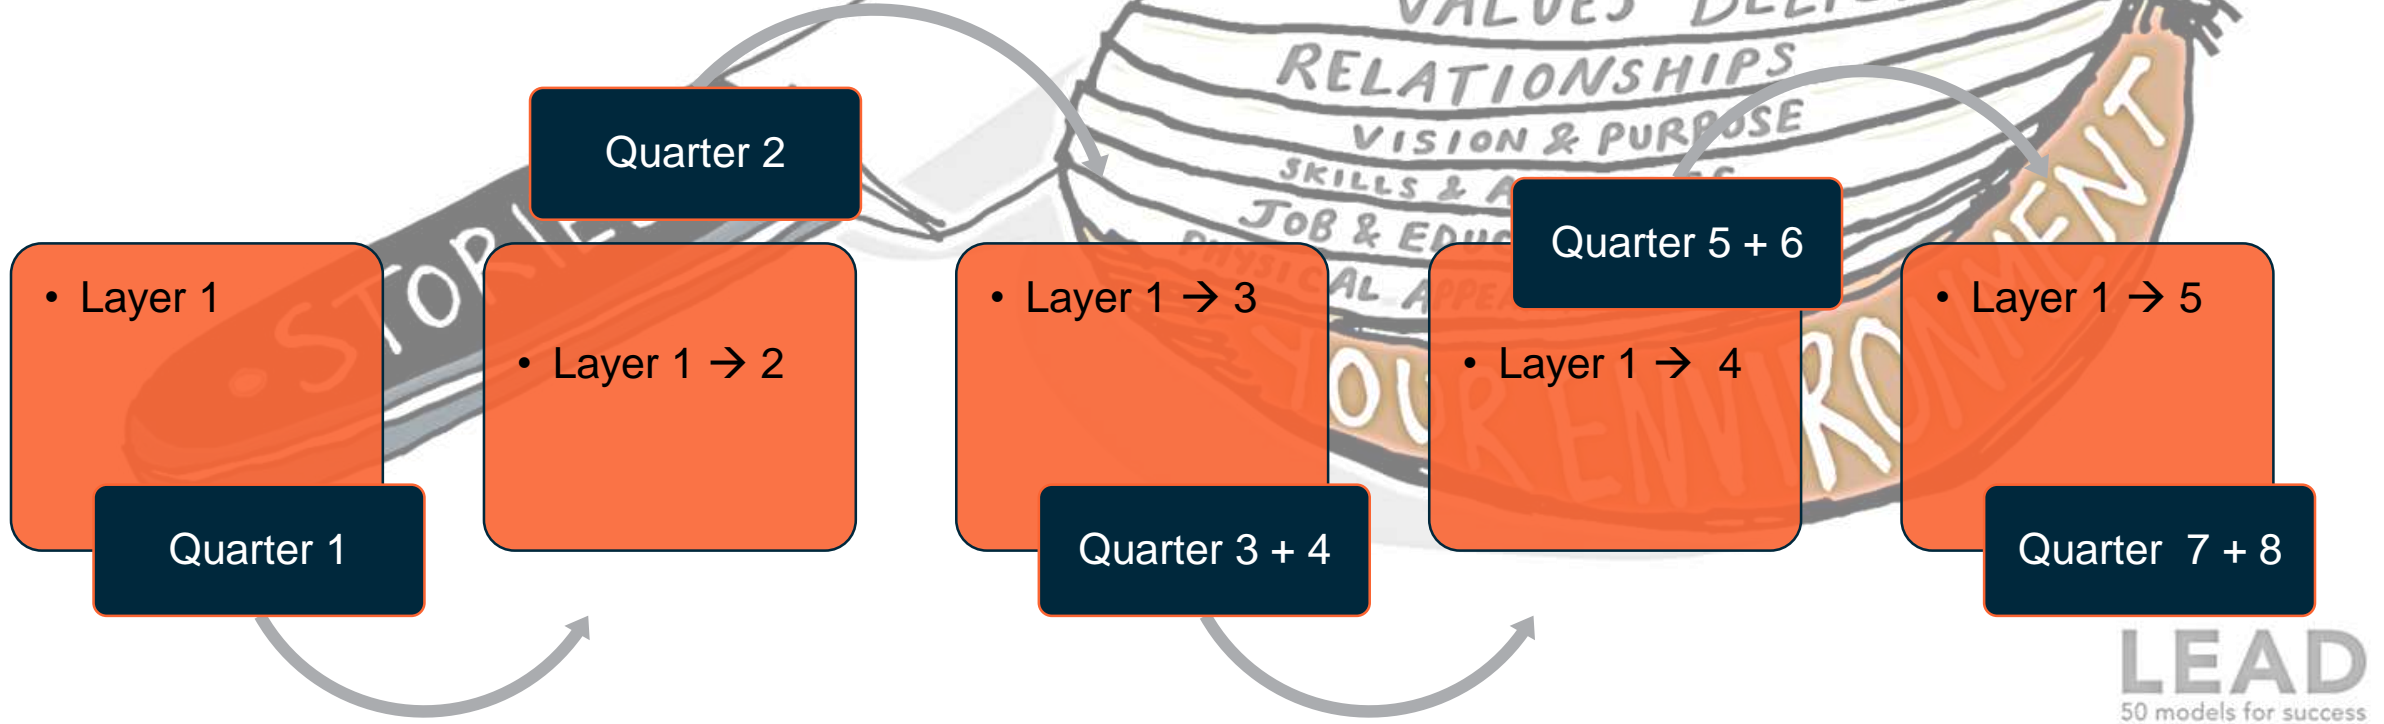 VALUES
RELATIONSHIPS
VISION & PURPOSE
SKILLS &
JOB &
PHYSICAL
YOUR ENVIRONMENT
STORIES
Quarter 2
Quarter 5 + 6
• Layer 1
• Layer 1 → 2
• Layer 1 → 3
• Layer 1 → 4
• Layer 1 → 5
Quarter 1
Quarter 3 + 4
Quarter 7 + 8
LEAD
50 models for success